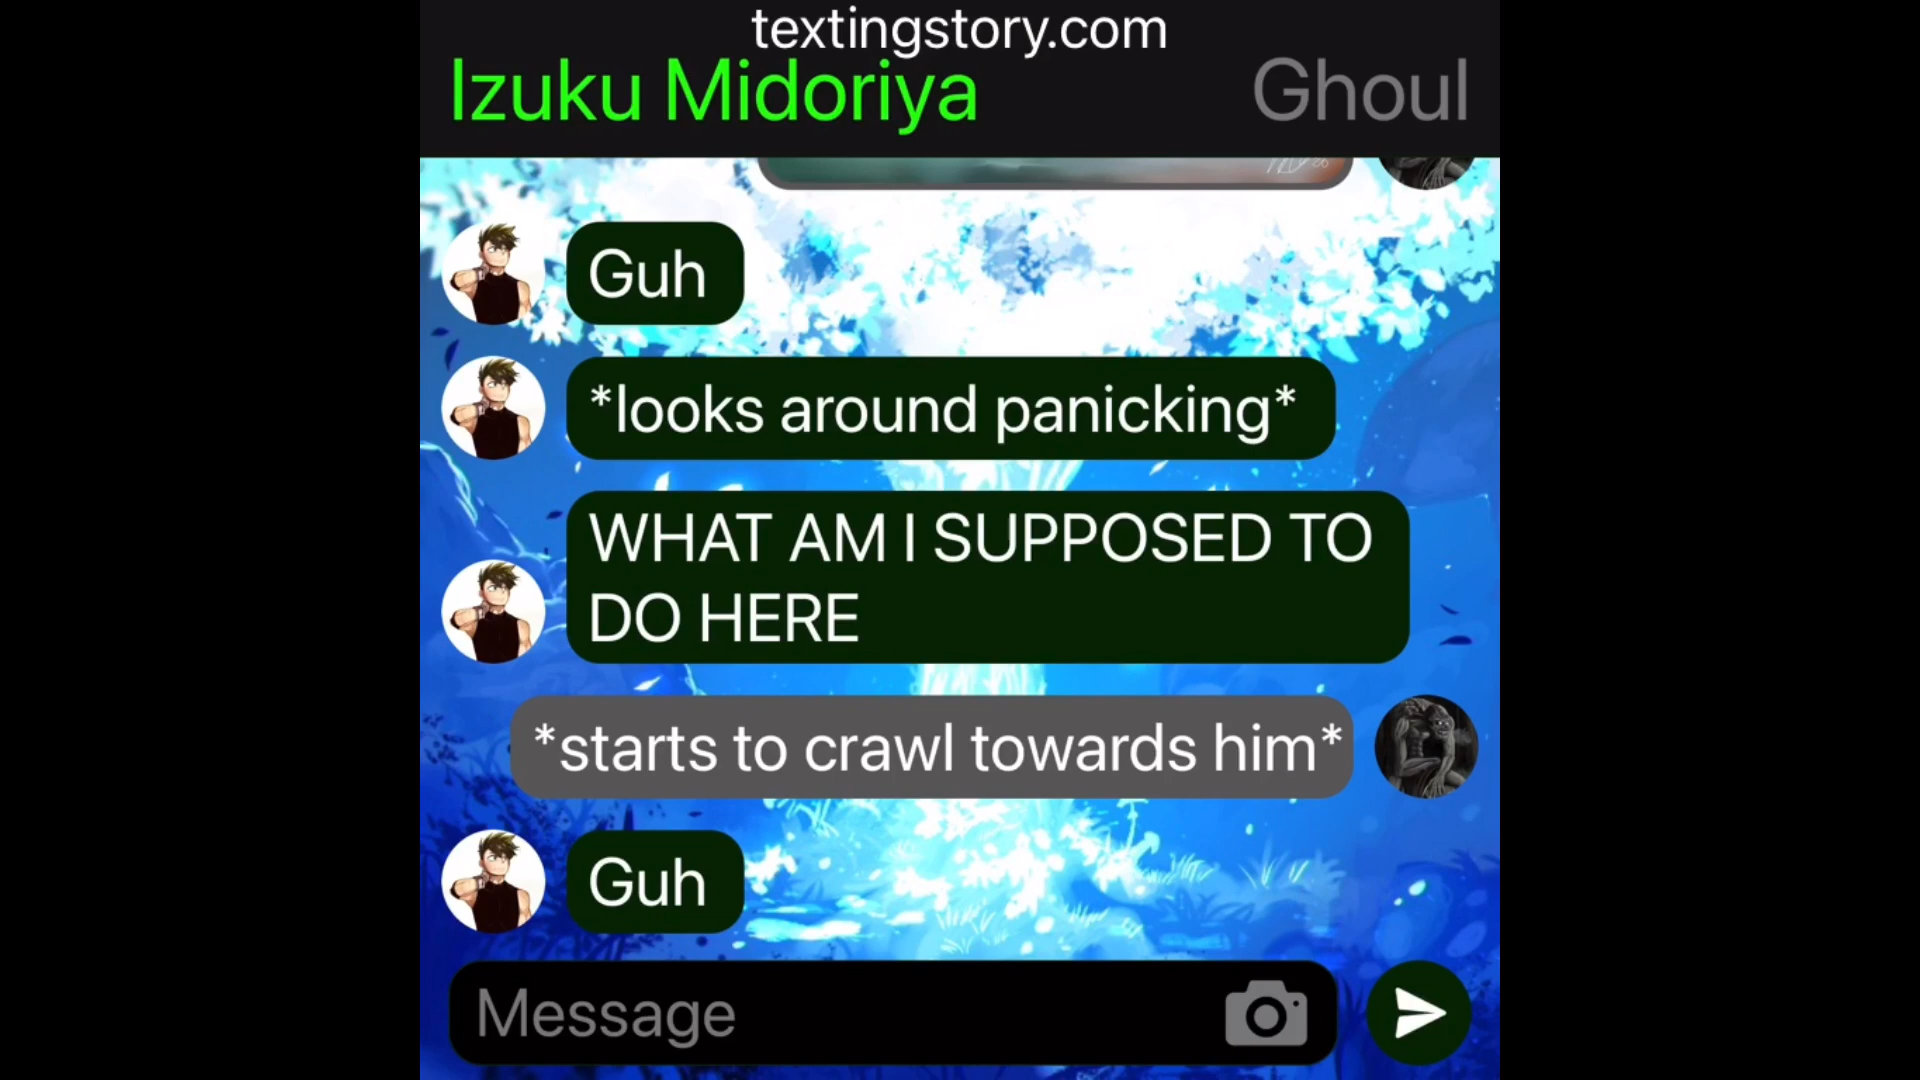 textingstory.com
Izuku Midoriya
Ghoul
Guh
*looks around panicking*
WHAT AM I SUPPOSED TO
DO HERE
*starts to crawl towards him*
Guh
Message